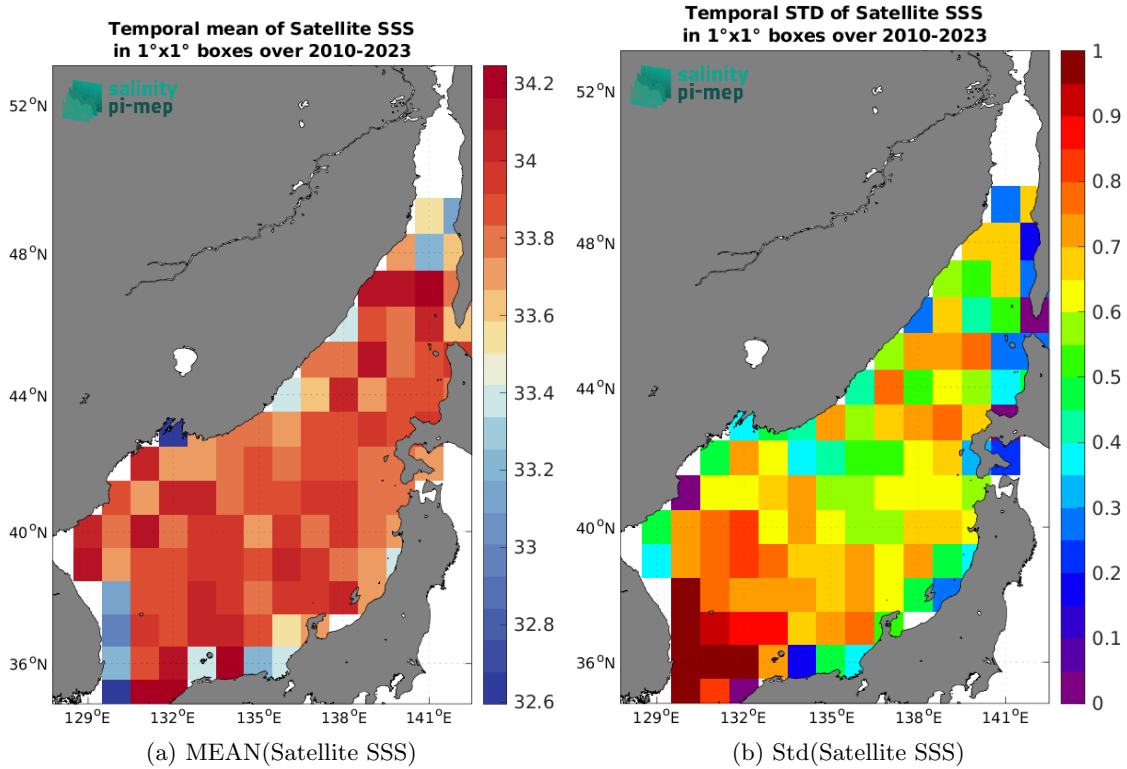 Temporal mean of Satellite SSS
in 1°x1° boxes over 2010-2023
salinity
pi-mep
52°N
48°N
44°N
40°N
36°N
129°E
132°E
135°E
138°E
141°E
34.2
34
33.8
33.6
33.4
33.2
33
32.8
32.6
(a) MEAN(Satellite SSS)
Temporal STD of Satellite SSS
in 1°x1° boxes over 2010-2023
salinity
pi-mep
52°N
48°N
44°N
40°N
36°N
129°E
132°E
135°E
138°E
141°E
1
0.9
0.8
0.7
0.6
0.5
0.4
0.3
0.2
0.1
0
(b) Std(Satellite SSS)